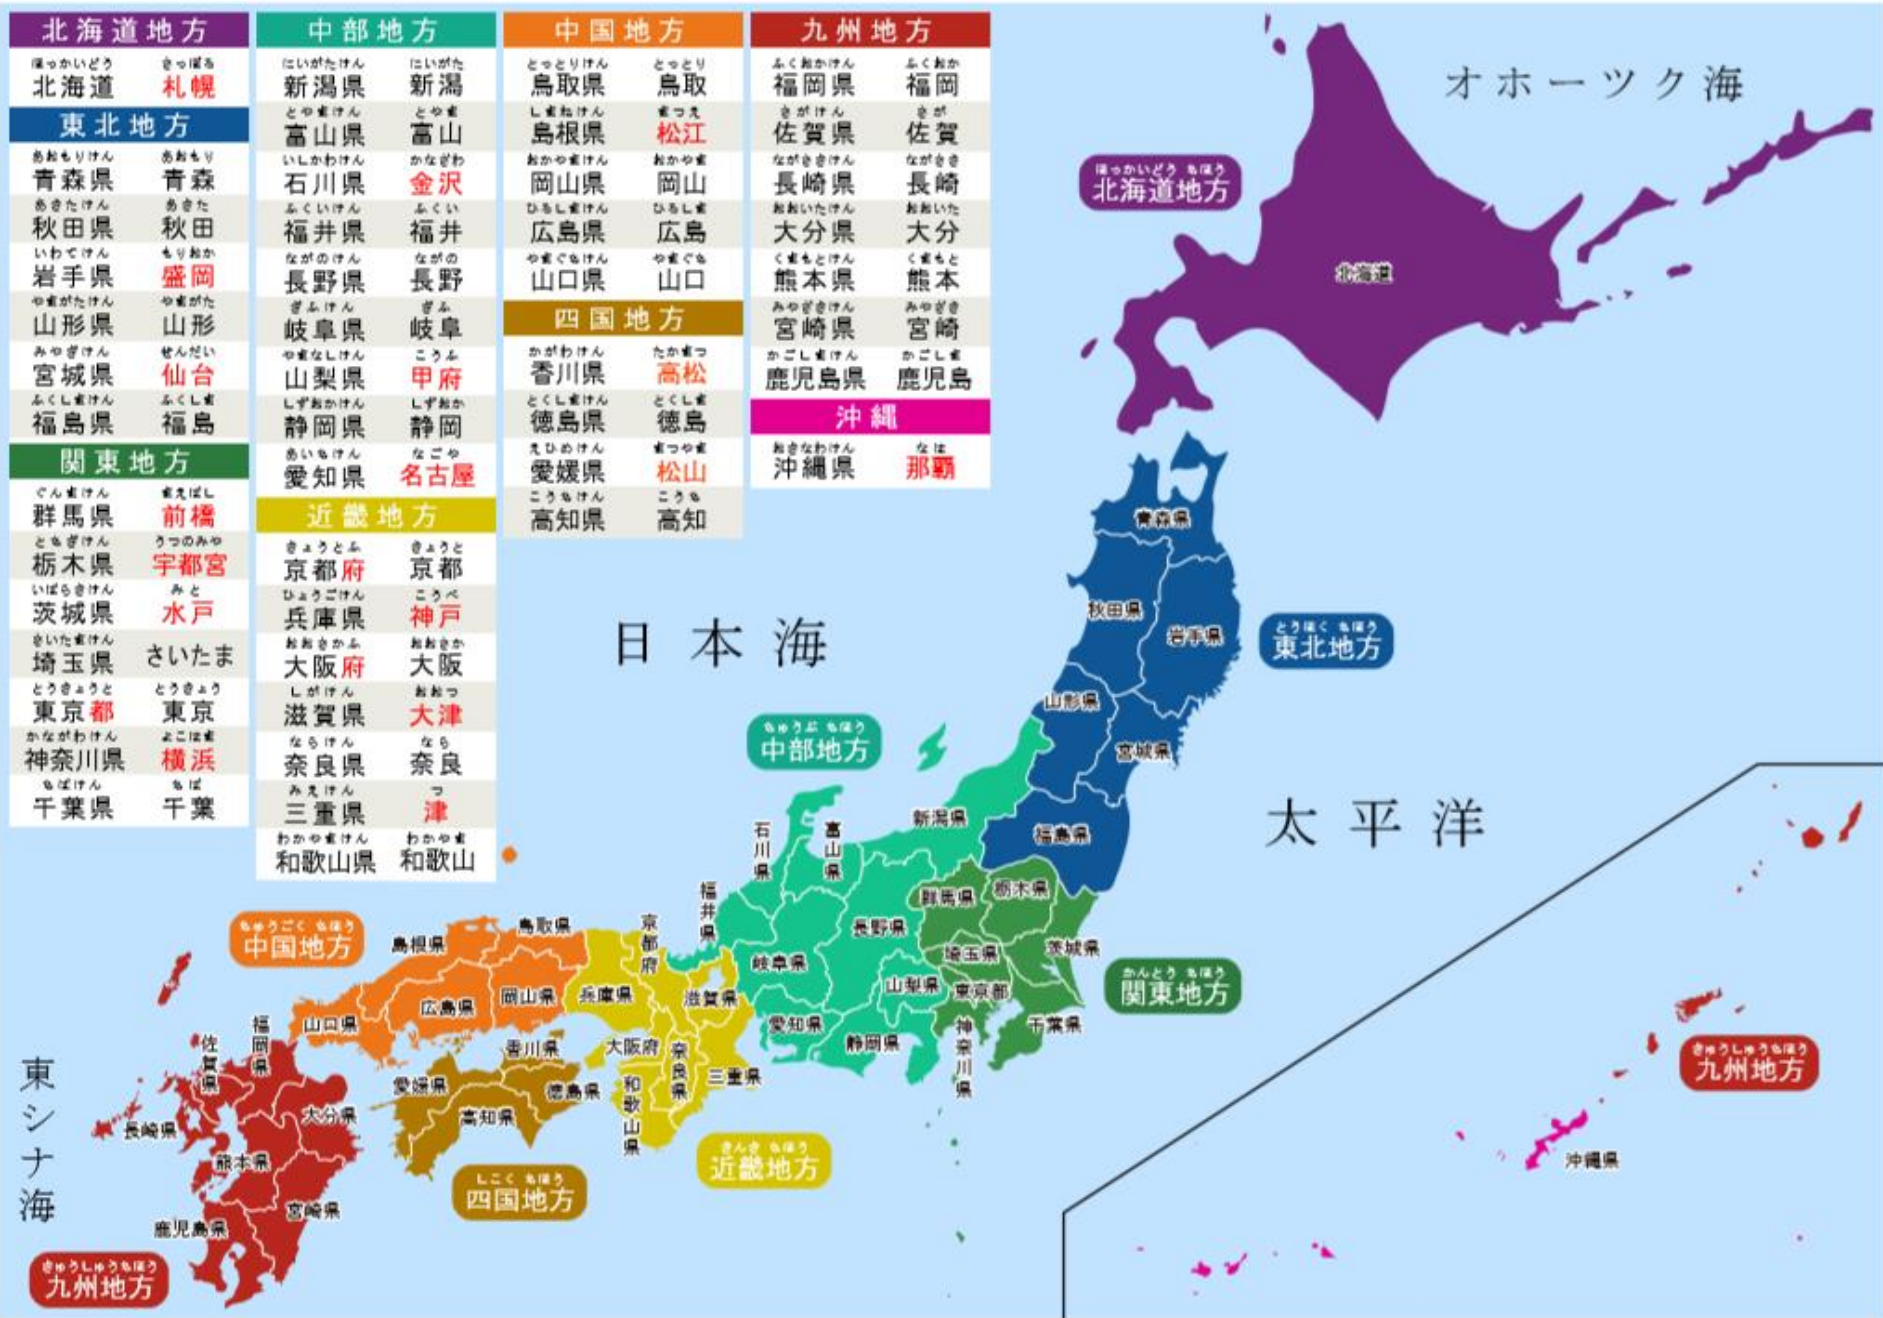 北海道地方
ほっかいどう さっぽろ
北海道 札幌
東北地方
あおもりけん あおもり
青森県 青森
あきたけん あきた
秋田県 秋田
いわてけん もりおか
岩手県 盛岡
やまがたけん やまがた
山形県 山形
みやぎけん せんだい
宮城県 仙台
ふくしまけん ふくしま
福島県 福島
関東地方
ぐんまけん まえばし
群馬県 前橋
とちぎけん うつのみや
栃木県 宇都宮
いばらきけん みと
茨城県 水戸
さいたまけん
埼玉県 さいたま
とうきょうと とうきょう
東京都 東京
かながわけん よこはま
神奈川県 横浜
ちばけん ちば
千葉県 千葉
中部地方
にいがたけん にいがた
新潟県 新潟
とやまけん とやま
富山県 富山
いしかわけん かなざわ
石川県 金沢
ふくいけん ふくい
福井県 福井
ながのけん ながの
長野県 長野
ぎふけん ぎふ
岐阜県 岐阜
やまなしけん こうふ
山梨県 甲府
しずおかけん しずおか
静岡県 静岡
あいちけん なごや
愛知県 名古屋
近畿地方
きょうとふ きょうと
京都府 京都
ひょうごけん こうべ
兵庫県 神戸
おおさかふ おおさか
大阪府 大阪
しがけん おおつ
滋賀県 大津
ならけん なら
奈良県 奈良
みえけん つ
三重県 津
わかやまけん わかやま
和歌山県 和歌山
中国地方
とっとりけん とっとり
鳥取県 鳥取
しまねけん まつえ
島根県 松江
おかやまけん おかやま
岡山県 岡山
ひろしまけん ひろしま
広島県 広島
やまぐちけん やまぐち
山口県 山口
四国地方
かがわけん たかまつ
香川県 高松
とくしまけん とくしま
徳島県 徳島
えひめけん まつやま
愛媛県 松山
こうちけん こうち
高知県 高知
九州地方
ふくおかけん ふくおか
福岡県 福岡
さがけん さが
佐賀県 佐賀
ながさきけん ながさき
長崎県 長崎
おおいたけん おおいた
大分県 大分
くまもとけん くまもと
熊本県 熊本
みやざきけん みやざき
宮崎県 宮崎
かごしまけん かごしま
鹿児島県 鹿児島
沖縄
おきなわけん なは
沖縄県 那覇
オホーツク海
ほっかいどう ちほう
北海道地方
北海道
青森県
秋田県
岩手県
とうほく ちほう
東北地方
日本海
山形県
宮城県
ちゅうぶ ちほう
中部地方
太平洋
新潟県
福島県
石川県
富山県
群馬県
栃木県
福井県
長野県
茨城県
埼玉県
岐阜県
山梨県
東京都
かんとう ちほう
関東地方
千葉県
神奈川県
愛知県
静岡県
ちゅうごく ちほう
中国地方
鳥取県
島根県
京都府
岡山県
兵庫県
滋賀県
広島県
山口県
大阪府
奈良県
三重県
和歌山県
きんき ちほう
近畿地方
香川県
愛媛県
徳島県
高知県
しこく ちほう
四国地方
福岡県
佐賀県
東シナ海
長崎県
大分県
熊本県
宮崎県
鹿児島県
きゅうしゅうちほう
九州地方
きゅうしゅうちほう
九州地方
沖縄県